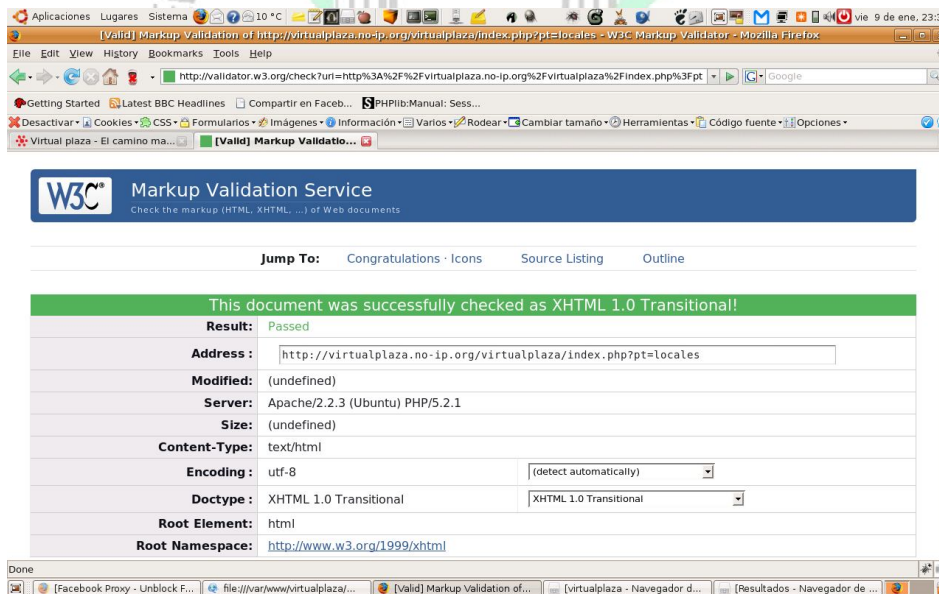 Aplicaciones Lugares Sistema 10 °C vie 9 de ene, 23:
[Valid] Markup Validation of http://virtualplaza.no-ip.org/virtualplaza/index.php?pt=locales - W3C Markup Validator - Mozilla Firefox
File Edit View History Bookmarks Tools Help
http://validator.w3.org/check?uri=http%3A%2F%2Fvirtualplaza.no-ip.org%2Fvirtualplaza%2Findex.php%3Fpt G Google
Getting Started Latest BBC Headlines Compartir en Faceb... PHPlib:Manual: Sess...
Desactivar Cookies CSS Formularios Imágenes Información Varios Rodear Cambiar tamaño Herramientas Código fuente Opciones
Virtual plaza - El camino ma... [Valid] Markup Validatio...
W3C® Markup Validation Service
Check the markup (HTML, XHTML, ...) of Web documents
Jump To: Congratulations · Icons Source Listing Outline
This document was successfully checked as XHTML 1.0 Transitional!
Result: Passed
Address : http://virtualplaza.no-ip.org/virtualplaza/index.php?pt=locales
Modified: (undefined)
Server: Apache/2.2.3 (Ubuntu) PHP/5.2.1
Size: (undefined)
Content-Type: text/html
Encoding : utf-8 (detect automatically)
Doctype : XHTML 1.0 Transitional XHTML 1.0 Transitional
Root Element: html
Root Namespace: http://www.w3.org/1999/xhtml
Done
[Facebook Proxy - Unblock F... file:///var/www/virtualplaza/... [Valid] Markup Validation of... [virtualplaza - Navegador d... [Resultados - Navegador de ...